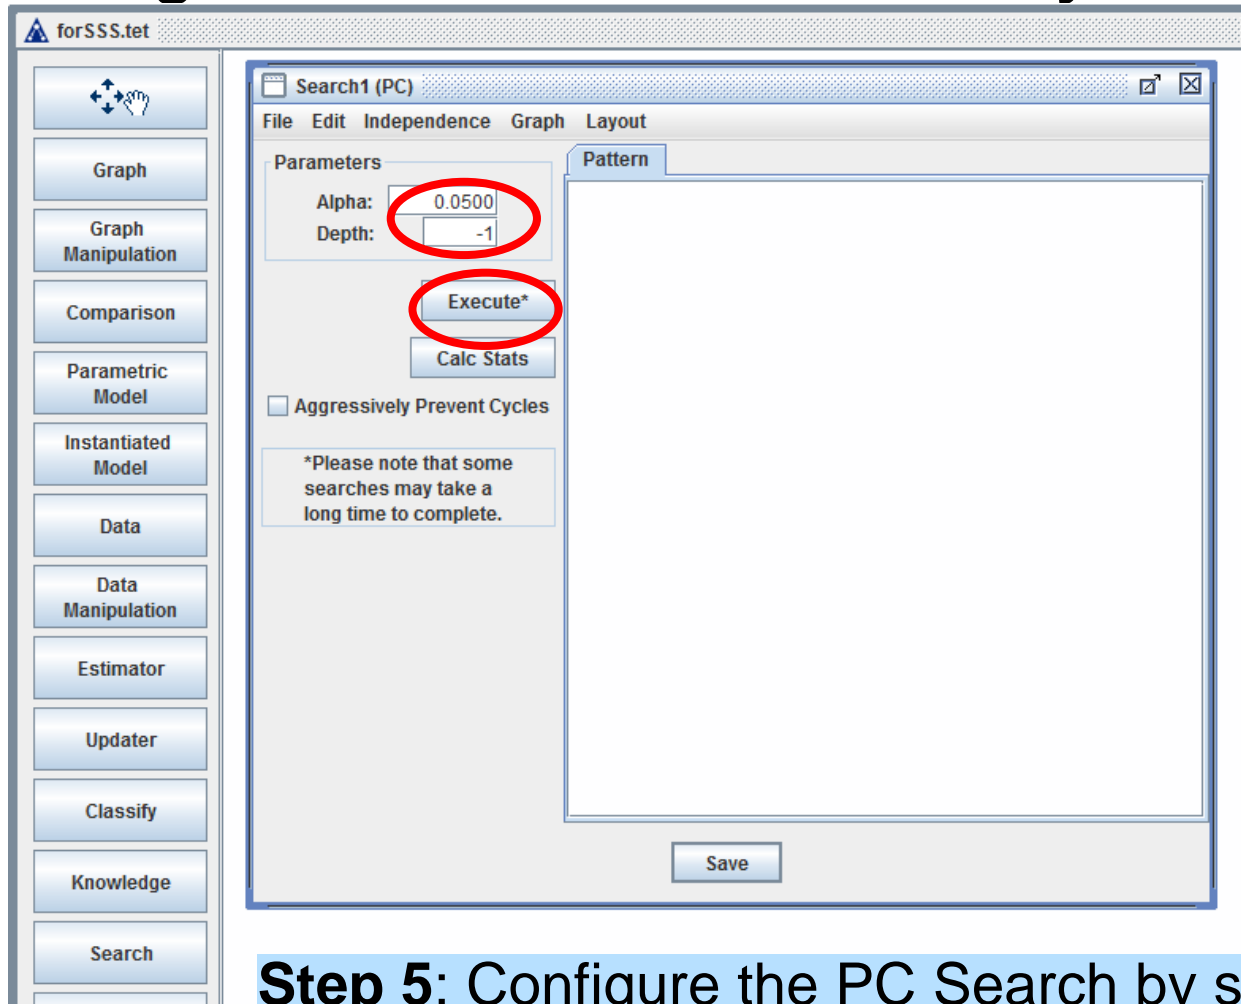 forSSS.tet
Graph
Graph
Manipulation
Comparison
Parametric
Model
Instantiated
Model
Data
Data
Manipulation
Estimator
Updater
Classify
Knowledge
Search
Search1 (PC)
File Edit Independence Graph Layout
Parameters
Alpha: 0.0500
Depth: -1
Execute*
Calc Stats
Aggressively Prevent Cycles
*Please note that some
searches may take a
long time to complete.
Pattern
Save
Step 5: Configure the PC Search by s